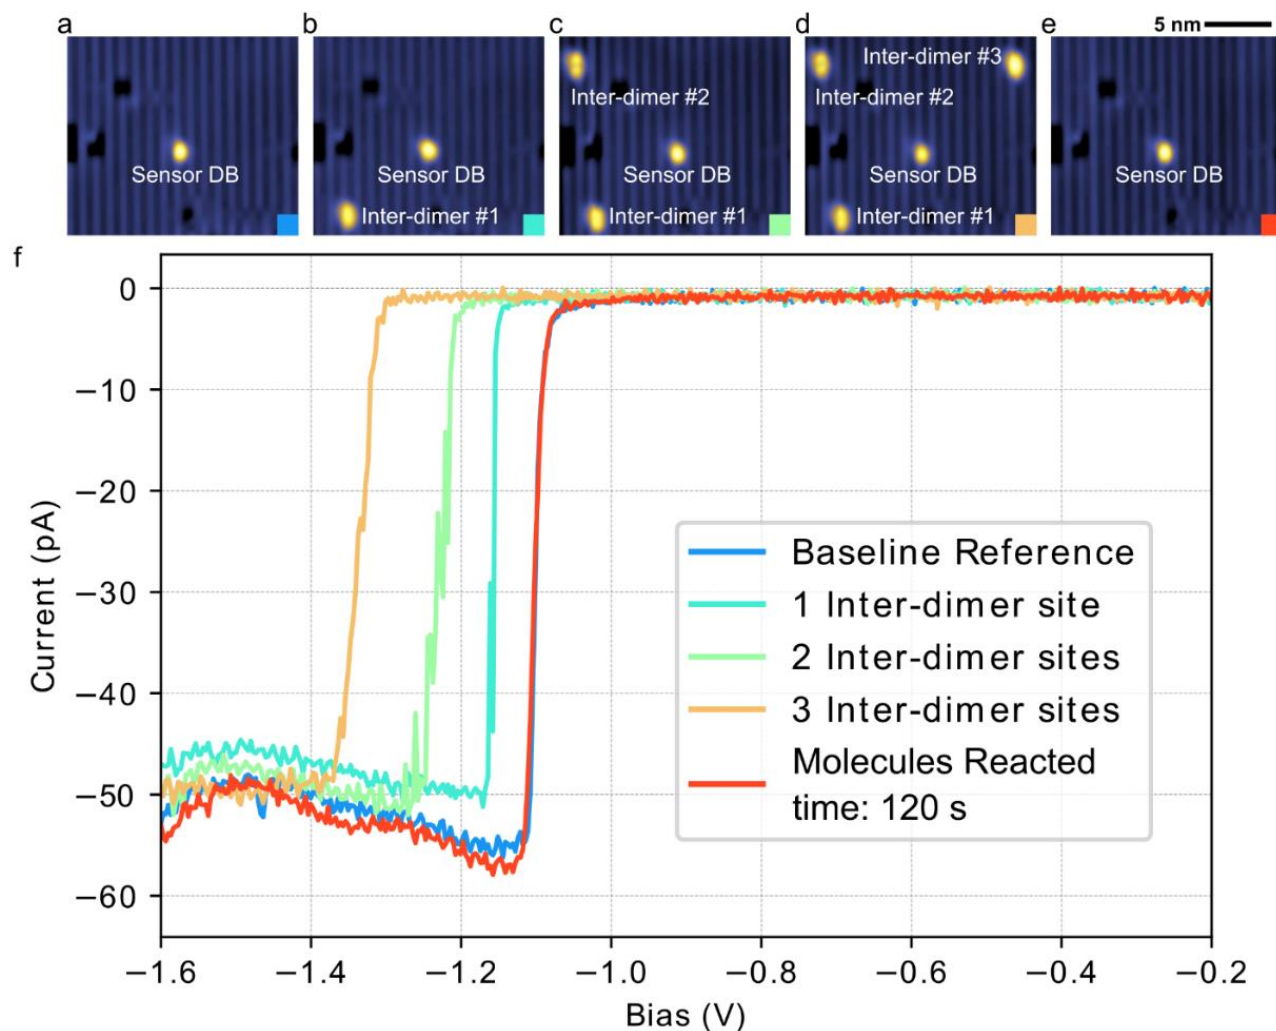 a
b
c
d
e
5 nm
Sensor DB
Sensor DB
Inter-dimer #1
Inter-dimer #2
Sensor DB
Inter-dimer #1
Inter-dimer #3
Inter-dimer #2
Sensor DB
Inter-dimer #1
Sensor DB
f
0
−10
−20
−30
−40
−50
−60
Current (pA)
Baseline Reference
1 Inter-dimer site
2 Inter-dimer sites
3 Inter-dimer sites
Molecules Reacted
time: 120 s
−1.6
−1.4
−1.2
−1.0
−0.8
−0.6
−0.4
−0.2
Bias (V)